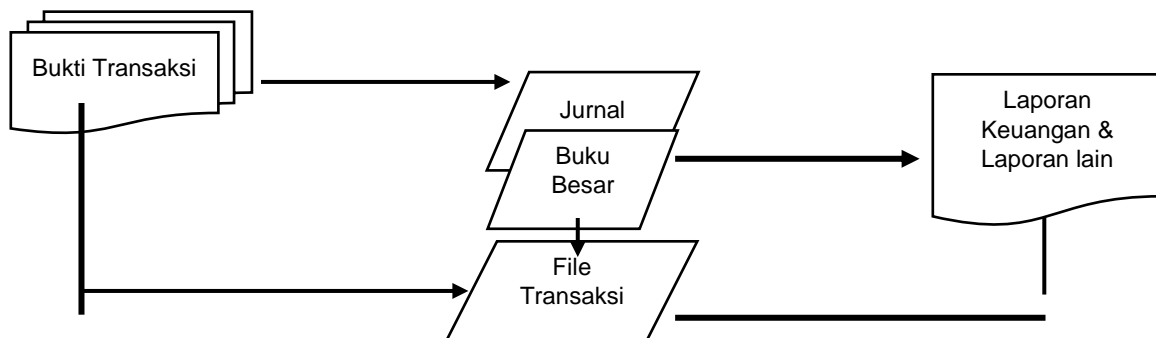 Bukti Transaksi
Jurnal
Buku
Besar
File
Transaksi
Laporan
Keuangan &
Laporan lain